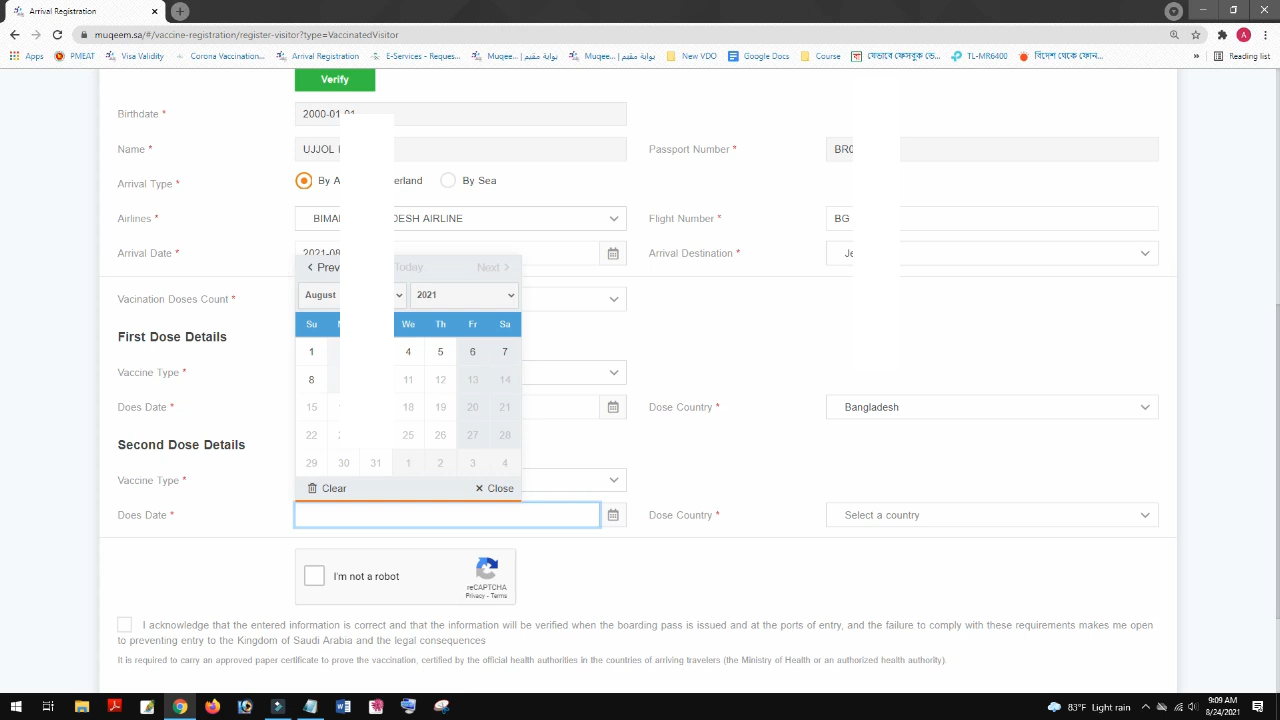 Arrival Registration
muqeem.sa/#/vaccine-registration/register-visitor?type=VaccinatedVisitor
Apps PMEAT Visa Validity Corona Vaccination... Arrival Registration E-Services - Reques... Muqee... | بوابة مقيم Muqee... | بوابة مقيم New VDO Google Docs Course যেভাবে ফেসবুক ভে... TL-MR6400 বিদেশ থেকে ফোন... » Reading list
Verify
Birthdate * 2000-01-01
Name * UJJOL Passport Number * BR0
Arrival Type * By A erland By Sea
Airlines * BIMA DESH AIRLINE Flight Number * BG
Arrival Date * 2021-08 Arrival Destination * Je
Prev Today Next
Vacination Doses Count *
August 2021
Su We Th Fr Sa
First Dose Details
1 4 5 6 7
Vaccine Type *
8 11 12 13 14
Does Date * 15 18 19 20 21 Dose Country * Bangladesh
22 25 26 27 28
Second Dose Details
29 30 31 1 2 3 4
Vaccine Type *
Clear Close
Does Date * Dose Country * Select a country
I'm not a robot
reCAPTCHA
Privacy - Terms
I acknowledge that the entered information is correct and that the information will be verified when the boarding pass is issued and at the ports of entry, and the failure to comply with these requirements makes me open
to preventing entry to the Kingdom of Saudi Arabia and the legal consequences
It is required to carry an approved paper certificate to prove the vaccination, certified by the official health authorities in the countries of arriving travelers (the Ministry of Health or an authorized health authority).
83°F Light rain
9:09 AM
8/24/2021